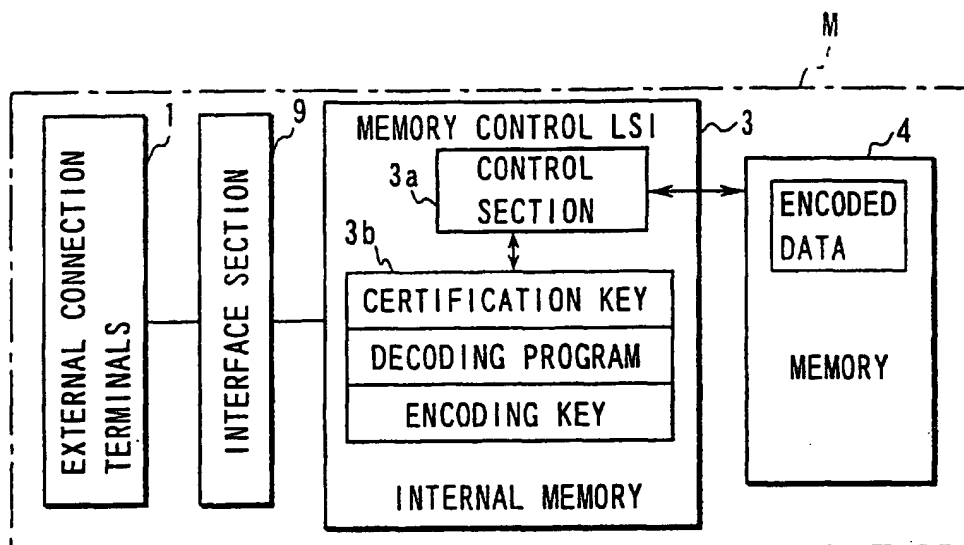 M
1
9
3
4
EXTERNAL CONNECTION
TERMINALS
INTERFACE SECTION
MEMORY CONTROL LSI
3a
CONTROL
SECTION
3b
CERTIFICATION KEY
DECODING PROGRAM
ENCODING KEY
INTERNAL MEMORY
ENCODED
DATA
MEMORY